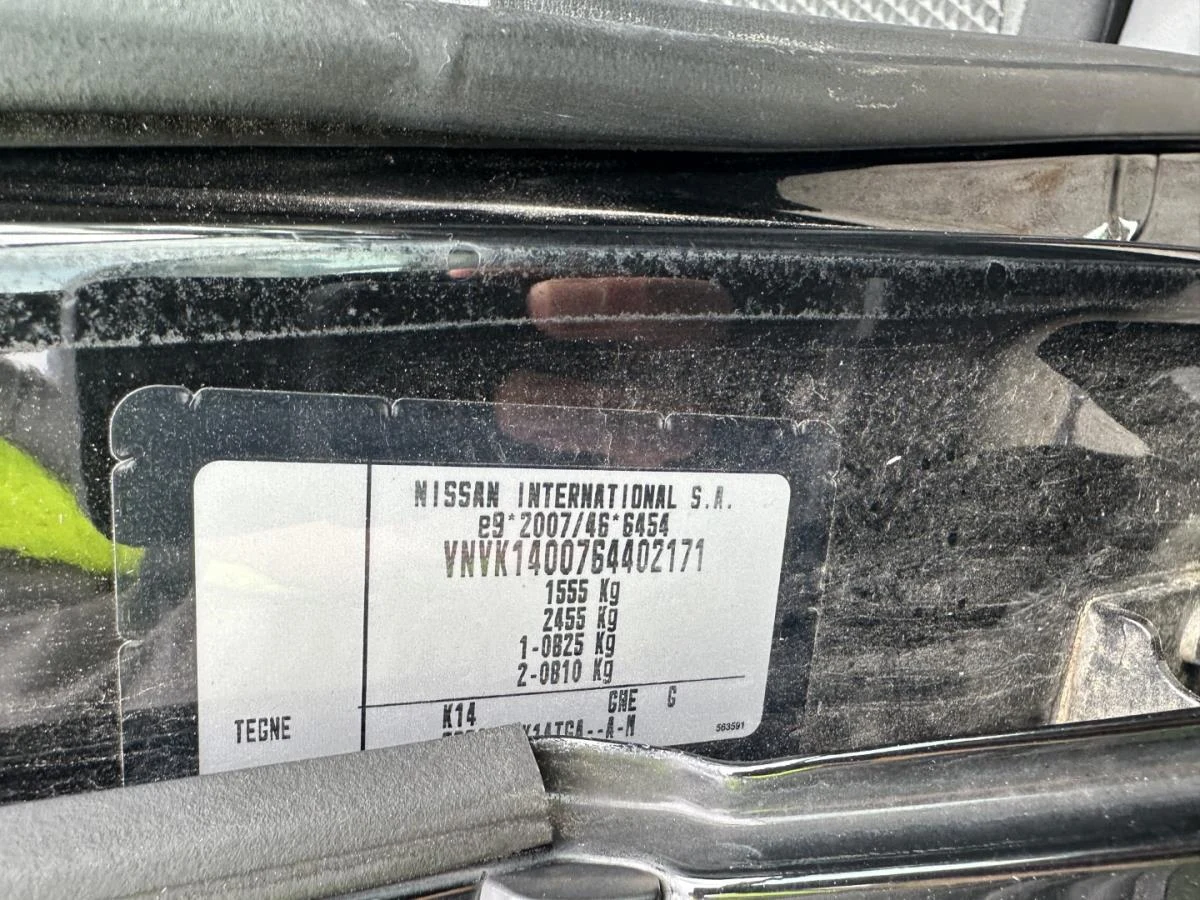 NISSAN INTERNATIONAL S.A.
e9*2007/46*6454
VNVK1400764402171
1555 Kg
2455 Kg
1-0825 Kg
2-0810 Kg
K14 GNE G
TEGNE
K14TCA--A-M
563591